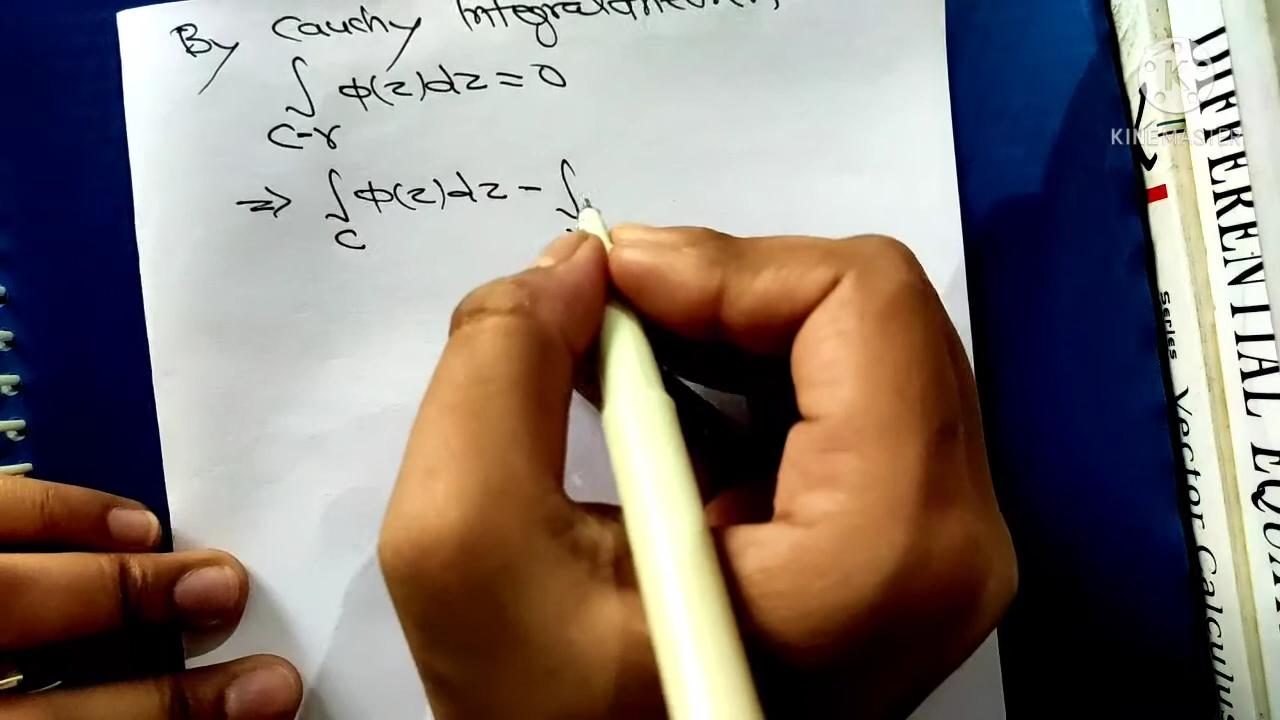 By Cauchy Integral
∫ φ(z)dz = 0
C-γ
⇒ ∫ φ(z)dz - ∫
C
KINEMASTER
DIFFERENTIAL EQUA
Series Vector Calculus